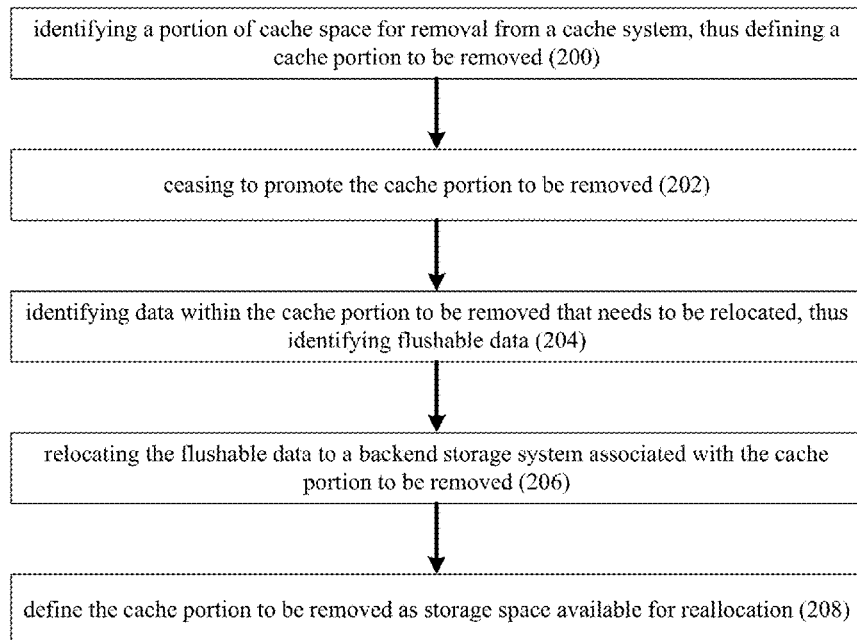 identifying a portion of cache space for removal from a cache system, thus defining a
cache portion to be removed (200)
ceasing to promote the cache portion to be removed (202)
identifying data within the cache portion to be removed that needs to be relocated, thus
identifying flushable data (204)
relocating the flushable data to a backend storage system associated with the cache
portion to be removed (206)
define the cache portion to be removed as storage space available for reallocation (208)